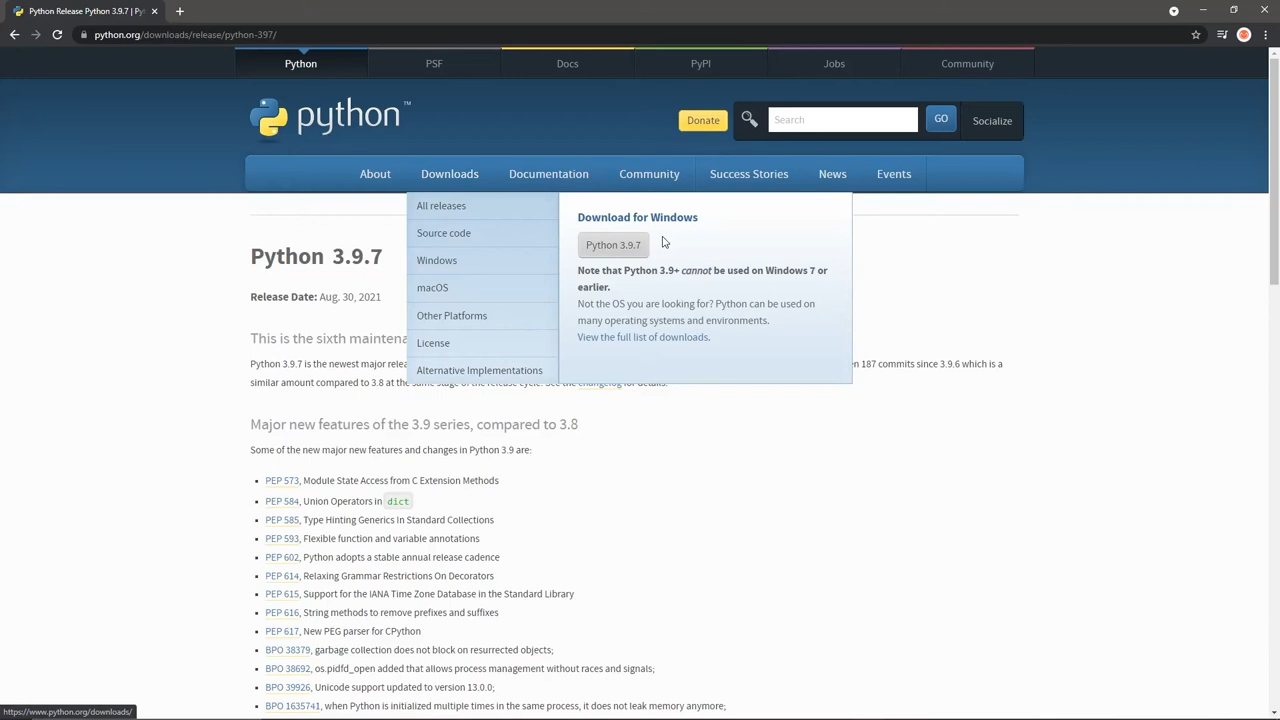 Python Release Python 3.9.7 | Py
python.org/downloads/release/python-397/
Python
PSF
Docs
PyPI
Jobs
Community
python™
Donate
Search
GO
Socialize
About
Downloads
Documentation
Community
Success Stories
News
Events
All releases
Source code
Windows
macOS
Other Platforms
License
Alternative Implementations
Download for Windows
Python 3.9.7
Note that Python 3.9+ cannot be used on Windows 7 or
earlier.
Not the OS you are looking for? Python can be used on
many operating systems and environments.
View the full list of downloads.
Python 3.9.7
Release Date: Aug. 30, 2021
This is the sixth maintena
Python 3.9.7 is the newest major relea
en 187 commits since 3.9.6 which is a
similar amount compared to 3.8 at the same stage of the release cycle. See the changelog for details.
Major new features of the 3.9 series, compared to 3.8
Some of the new major new features and changes in Python 3.9 are:
PEP 573, Module State Access from C Extension Methods
PEP 584, Union Operators in dict
PEP 585, Type Hinting Generics In Standard Collections
PEP 593, Flexible function and variable annotations
PEP 602, Python adopts a stable annual release cadence
PEP 614, Relaxing Grammar Restrictions On Decorators
PEP 615, Support for the IANA Time Zone Database in the Standard Library
PEP 616, String methods to remove prefixes and suffixes
PEP 617, New PEG parser for CPython
BPO 38379, garbage collection does not block on resurrected objects;
BPO 38692, os.pidfd_open added that allows process management without races and signals;
BPO 39926, Unicode support updated to version 13.0.0;
BPO 1635741, when Python is initialized multiple times in the same process, it does not leak memory anymore;
https://www.python.org/downloads/